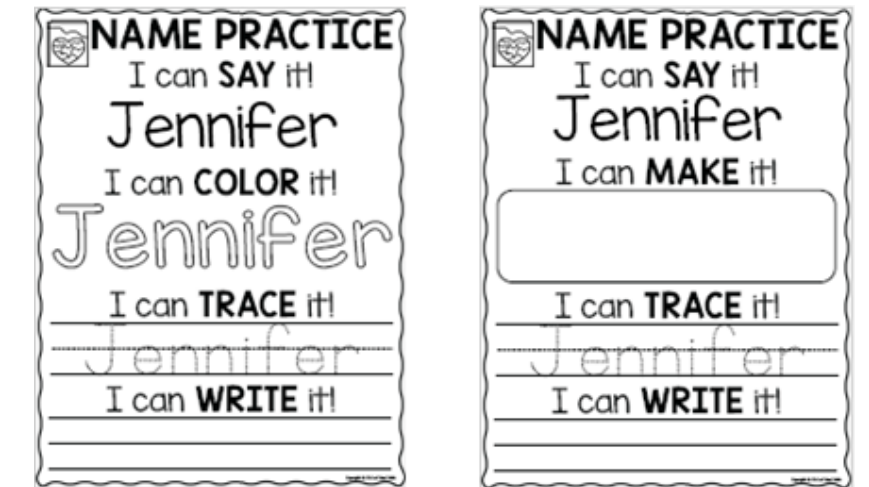 NAME PRACTICE
I can SAY it!
Jennifer
I can COLOR it!
Jennifer
I can TRACE it!
Jennifer
I can WRITE it!
NAME PRACTICE
I can SAY it!
Jennifer
I can MAKE it!
I can TRACE it!
Jennifer
I can WRITE it!